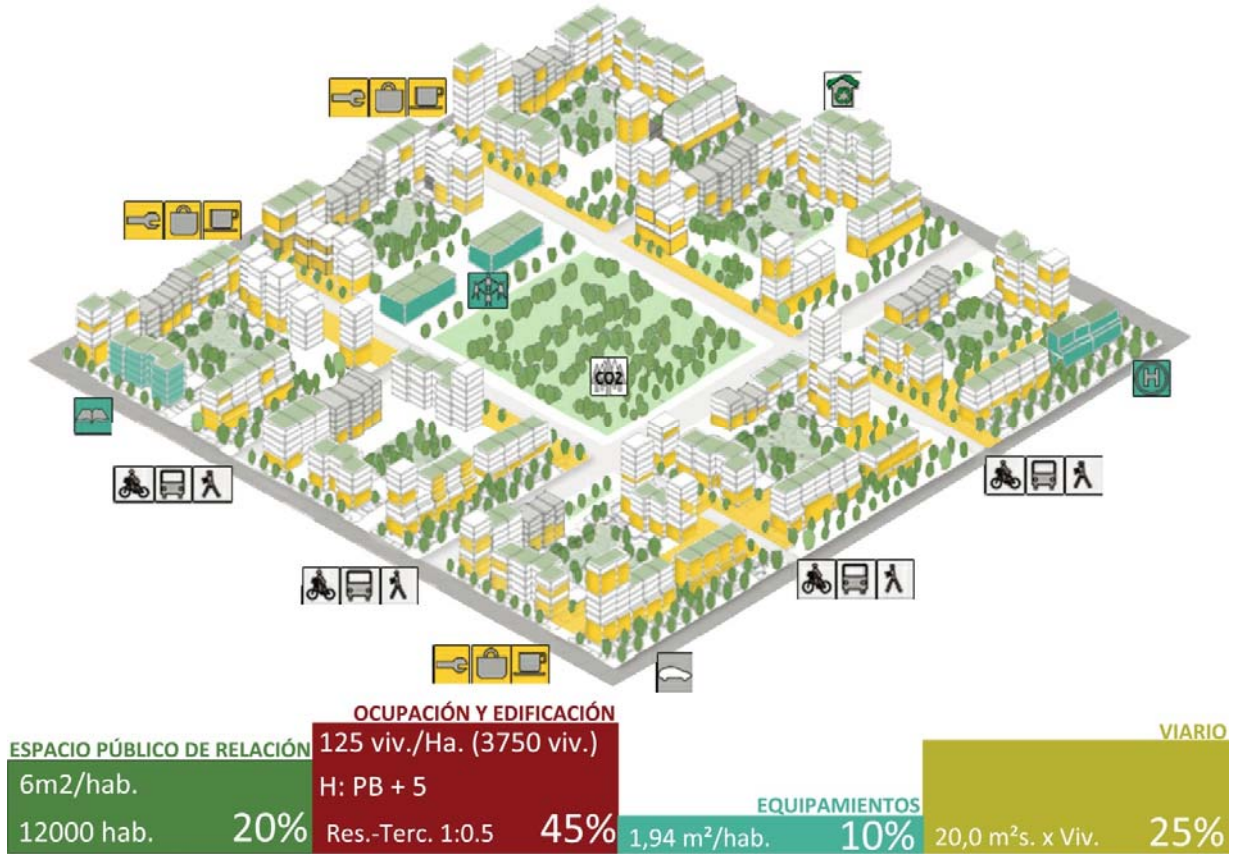 H
CO2
OCUPACIÓN Y EDIFICACIÓN
VIARIO
ESPACIO PÚBLICO DE RELACIÓN
125 viv./Ha. (3750 viv.)
6m2/hab.
H: PB + 5
EQUIPAMIENTOS
12000 hab. 20%
Res.-Terc. 1:0.5 45%
1,94 m²/hab. 10%
20,0 m²s. x Viv. 25%